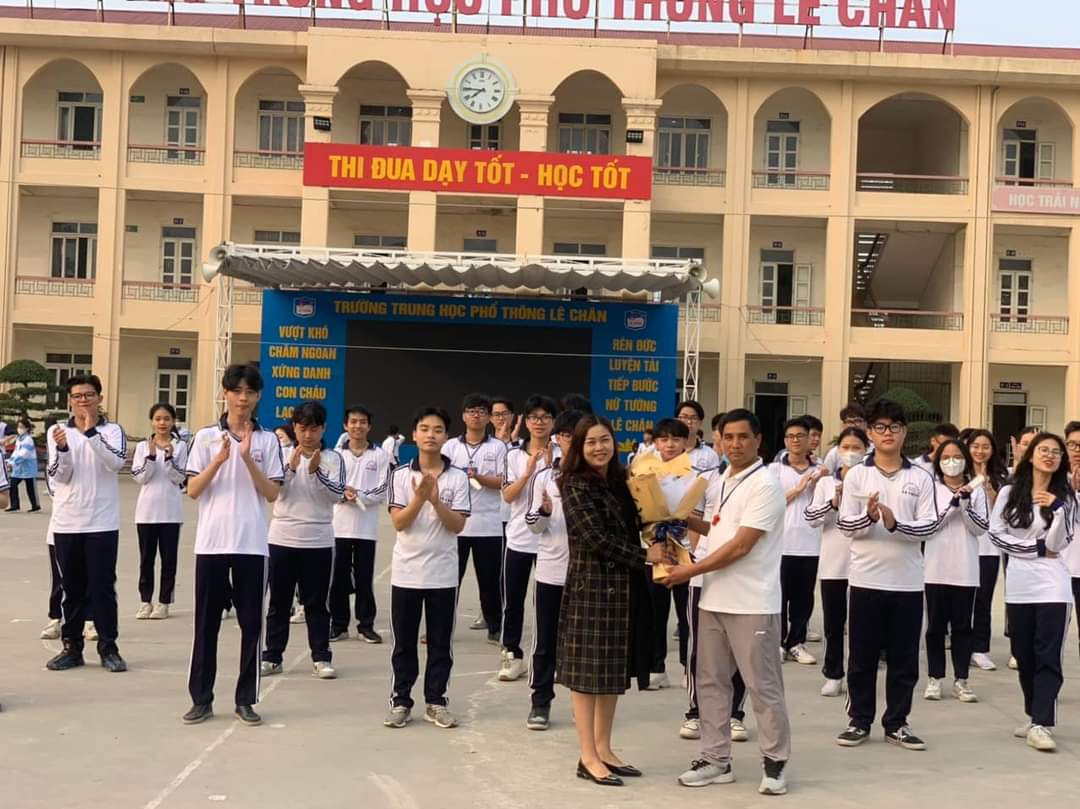 TRUNG HỌC PHỔ THÔNG LÊ CHÂN
THI ĐUA DẠY TỐT - HỌC TỐT
HỌC TRẢI N
TRƯỜNG TRUNG HỌC PHỔ THÔNG LÊ CHÂN
VƯỢT KHÓ
CHĂM NGOAN
XỨNG DANH
CON CHÁU
LẠC
RÈN ĐỨC
LUYỆN TÀI
TIẾP BƯỚC
NỮ TƯỚNG
LÊ CHÂN